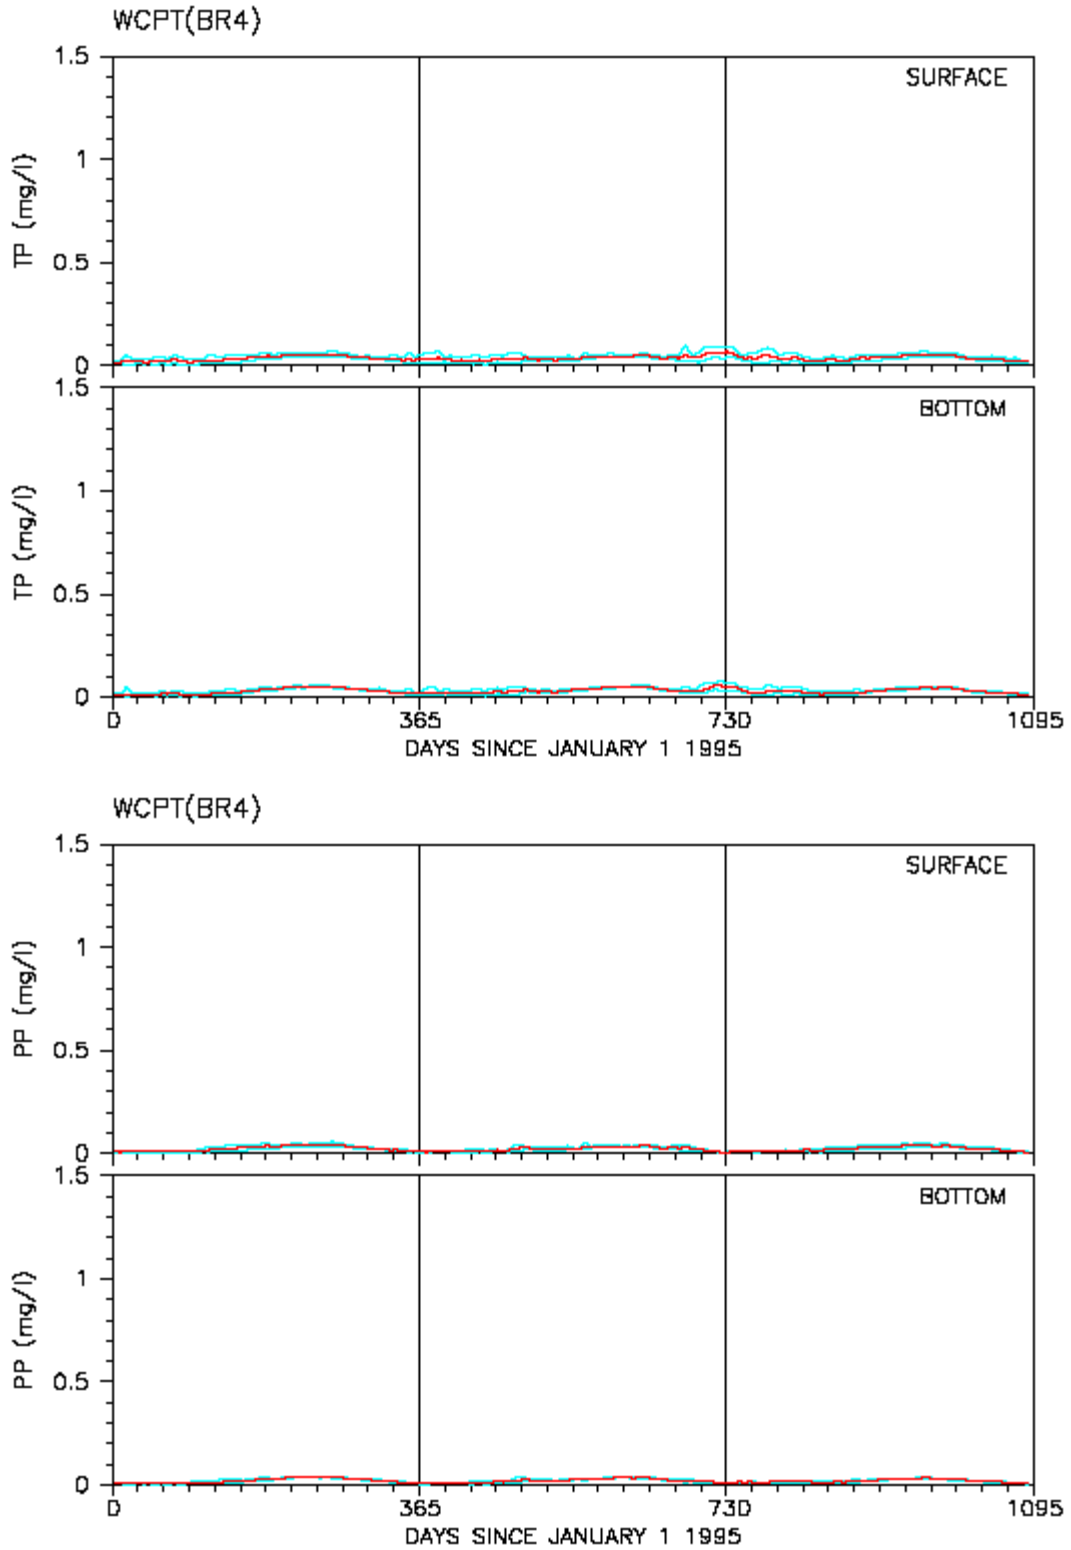 WCPT(BR4)
1.5
SURFACE
1
TP (mg/l)
0.5
0
1.5
BOTTOM
1
TP (mg/l)
0.5
0
0 365 730 1095
DAYS SINCE JANUARY 1 1995
WCPT(BR4)
1.5
SURFACE
1
PP (mg/l)
0.5
0
1.5
BOTTOM
1
PP (mg/l)
0.5
0
0 365 730 1095
DAYS SINCE JANUARY 1 1995